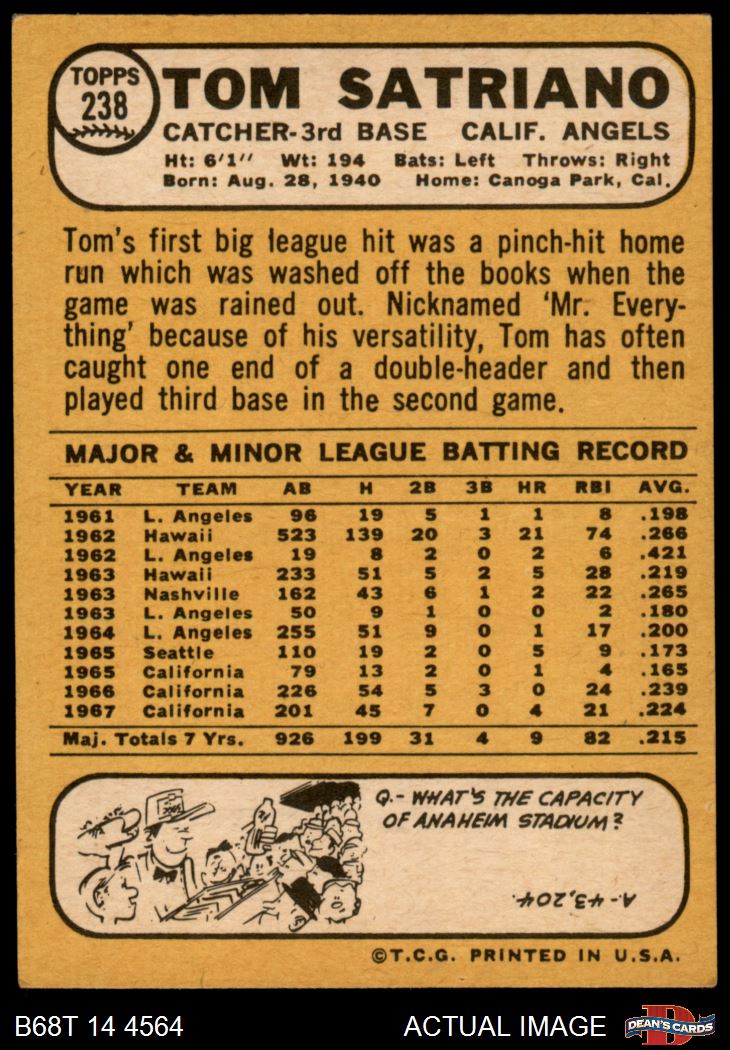 TOPPS
238
TOM SATRIANO
CATCHER-3rd BASE CALIF. ANGELS
Ht: 6'1" Wt: 194 Bats: Left Throws: Right
Born: Aug. 28, 1940 Home: Canoga Park, Cal.
Tom's first big league hit was a pinch-hit home
run which was washed off the books when the
game was rained out. Nicknamed 'Mr. Every-
thing' because of his versatility, Tom has often
caught one end of a double-header and then
played third base in the second game.
MAJOR & MINOR LEAGUE BATTING RECORD
YEAR TEAM AB H 2B 3B HR RBI AVG.
1961 L. Angeles 96 19 5 1 1 8 .198
1962 Hawaii 523 139 20 3 21 74 .266
1962 L. Angeles 19 8 2 0 2 6 .421
1963 Hawaii 233 51 5 2 5 28 .219
1963 Nashville 162 43 6 1 2 22 .265
1963 L. Angeles 50 9 1 0 0 2 .180
1964 L. Angeles 255 51 9 0 1 17 .200
1965 Seattle 110 19 2 0 5 9 .173
1965 California 79 13 2 0 1 4 .165
1966 California 226 54 5 3 0 24 .239
1967 California 201 45 7 0 4 21 .224
Maj. Totals 7 Yrs. 926 199 31 4 9 82 .215
Q.- WHAT'S THE CAPACITY
OF ANAHEIM STADIUM?
A-43,204.
©T.C.G. PRINTED IN U.S.A.
B68T 14 4564 ACTUAL IMAGE
D
DEAN'S CARDS